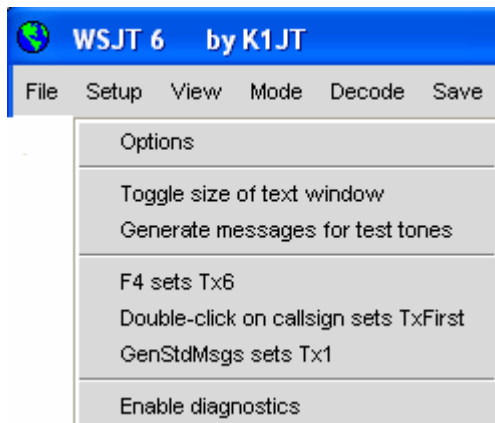 WSJT 6 by K1JT
File Setup View Mode Decode Save
Options
Toggle size of text window
Generate messages for test tones
F4 sets Tx6
Double-click on callsign sets TxFirst
GenStdMsgs sets Tx1
Enable diagnostics